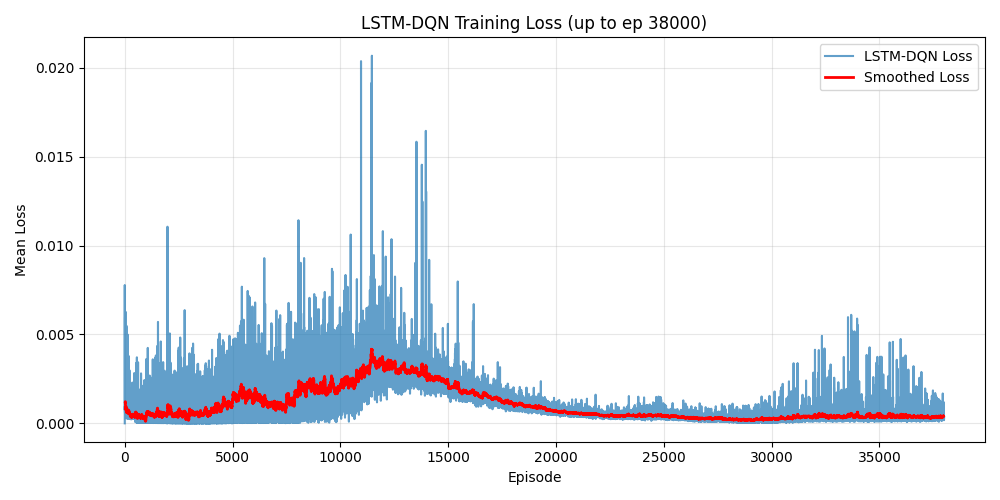 LSTM-DQN Training Loss (up to ep 38000)
LSTM-DQN Loss
Smoothed Loss
Mean Loss
0.020
0.015
0.010
0.005
0.000
0 5000 10000 15000 20000 25000 30000 35000
Episode